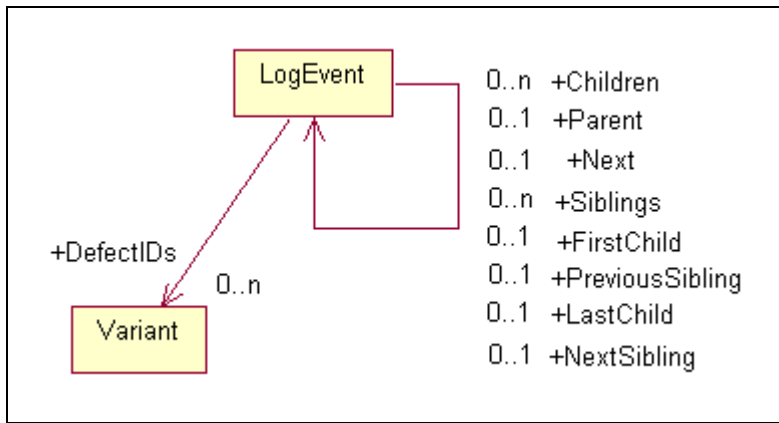 LogEvent
0..n +Children
0..1 +Parent
0..1 +Next
0..n +Siblings
0..1 +FirstChild
0..1 +PreviousSibling
0..1 +LastChild
0..1 +NextSibling
+DefectIDs
0..n
Variant